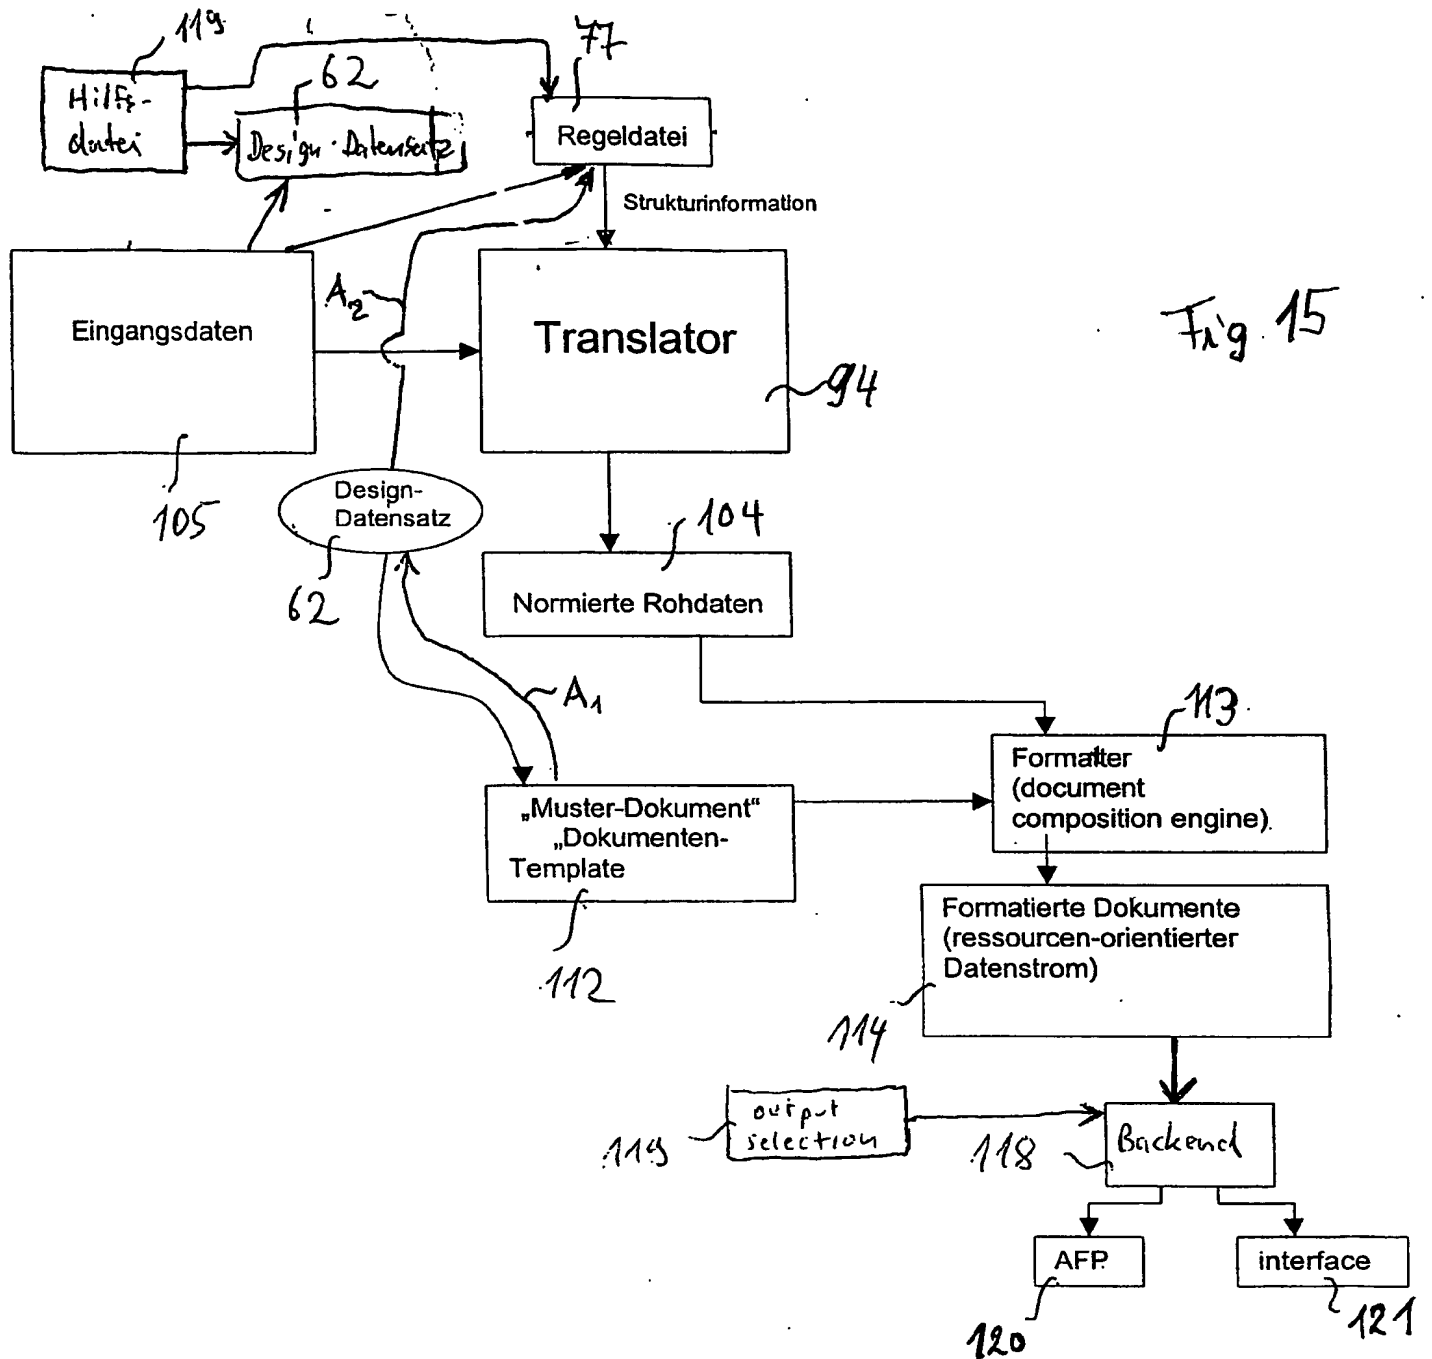 119
77
62
Hilfs-
datei
Design-Datensatz
Regeldatei
Strukturinformation
Eingangsdaten
A2
Translator
Fig. 15
94
105
Design-
Datensatz
62
104
Normierte Rohdaten
A1
113
„Muster-Dokument“
„Dokumenten-
Template
112
Formatter
(document
composition engine)
Formatierte Dokumente
(ressourcen-orientierter
Datenstrom)
114
output
selection
119
118
Backend
AFP
interface
120
121